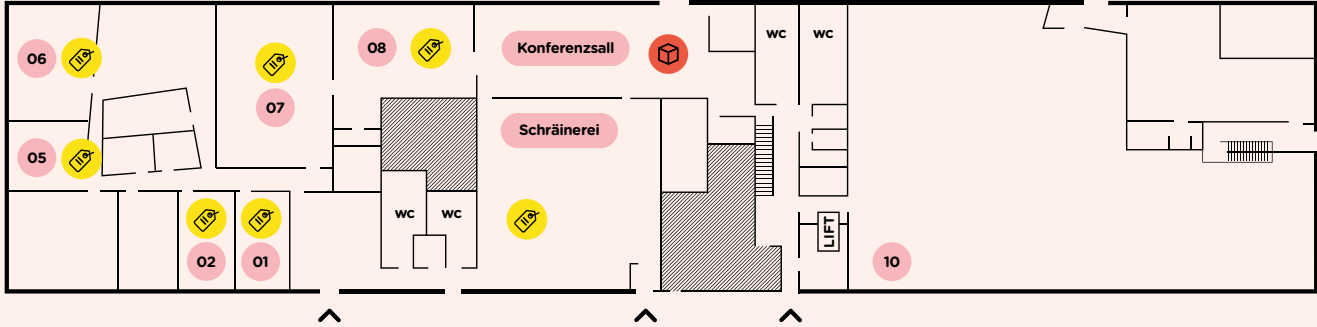 06
08
Konferenzsall
WC
WC
07
Schräinerei
05
WC
WC
02
01
LIFT
10